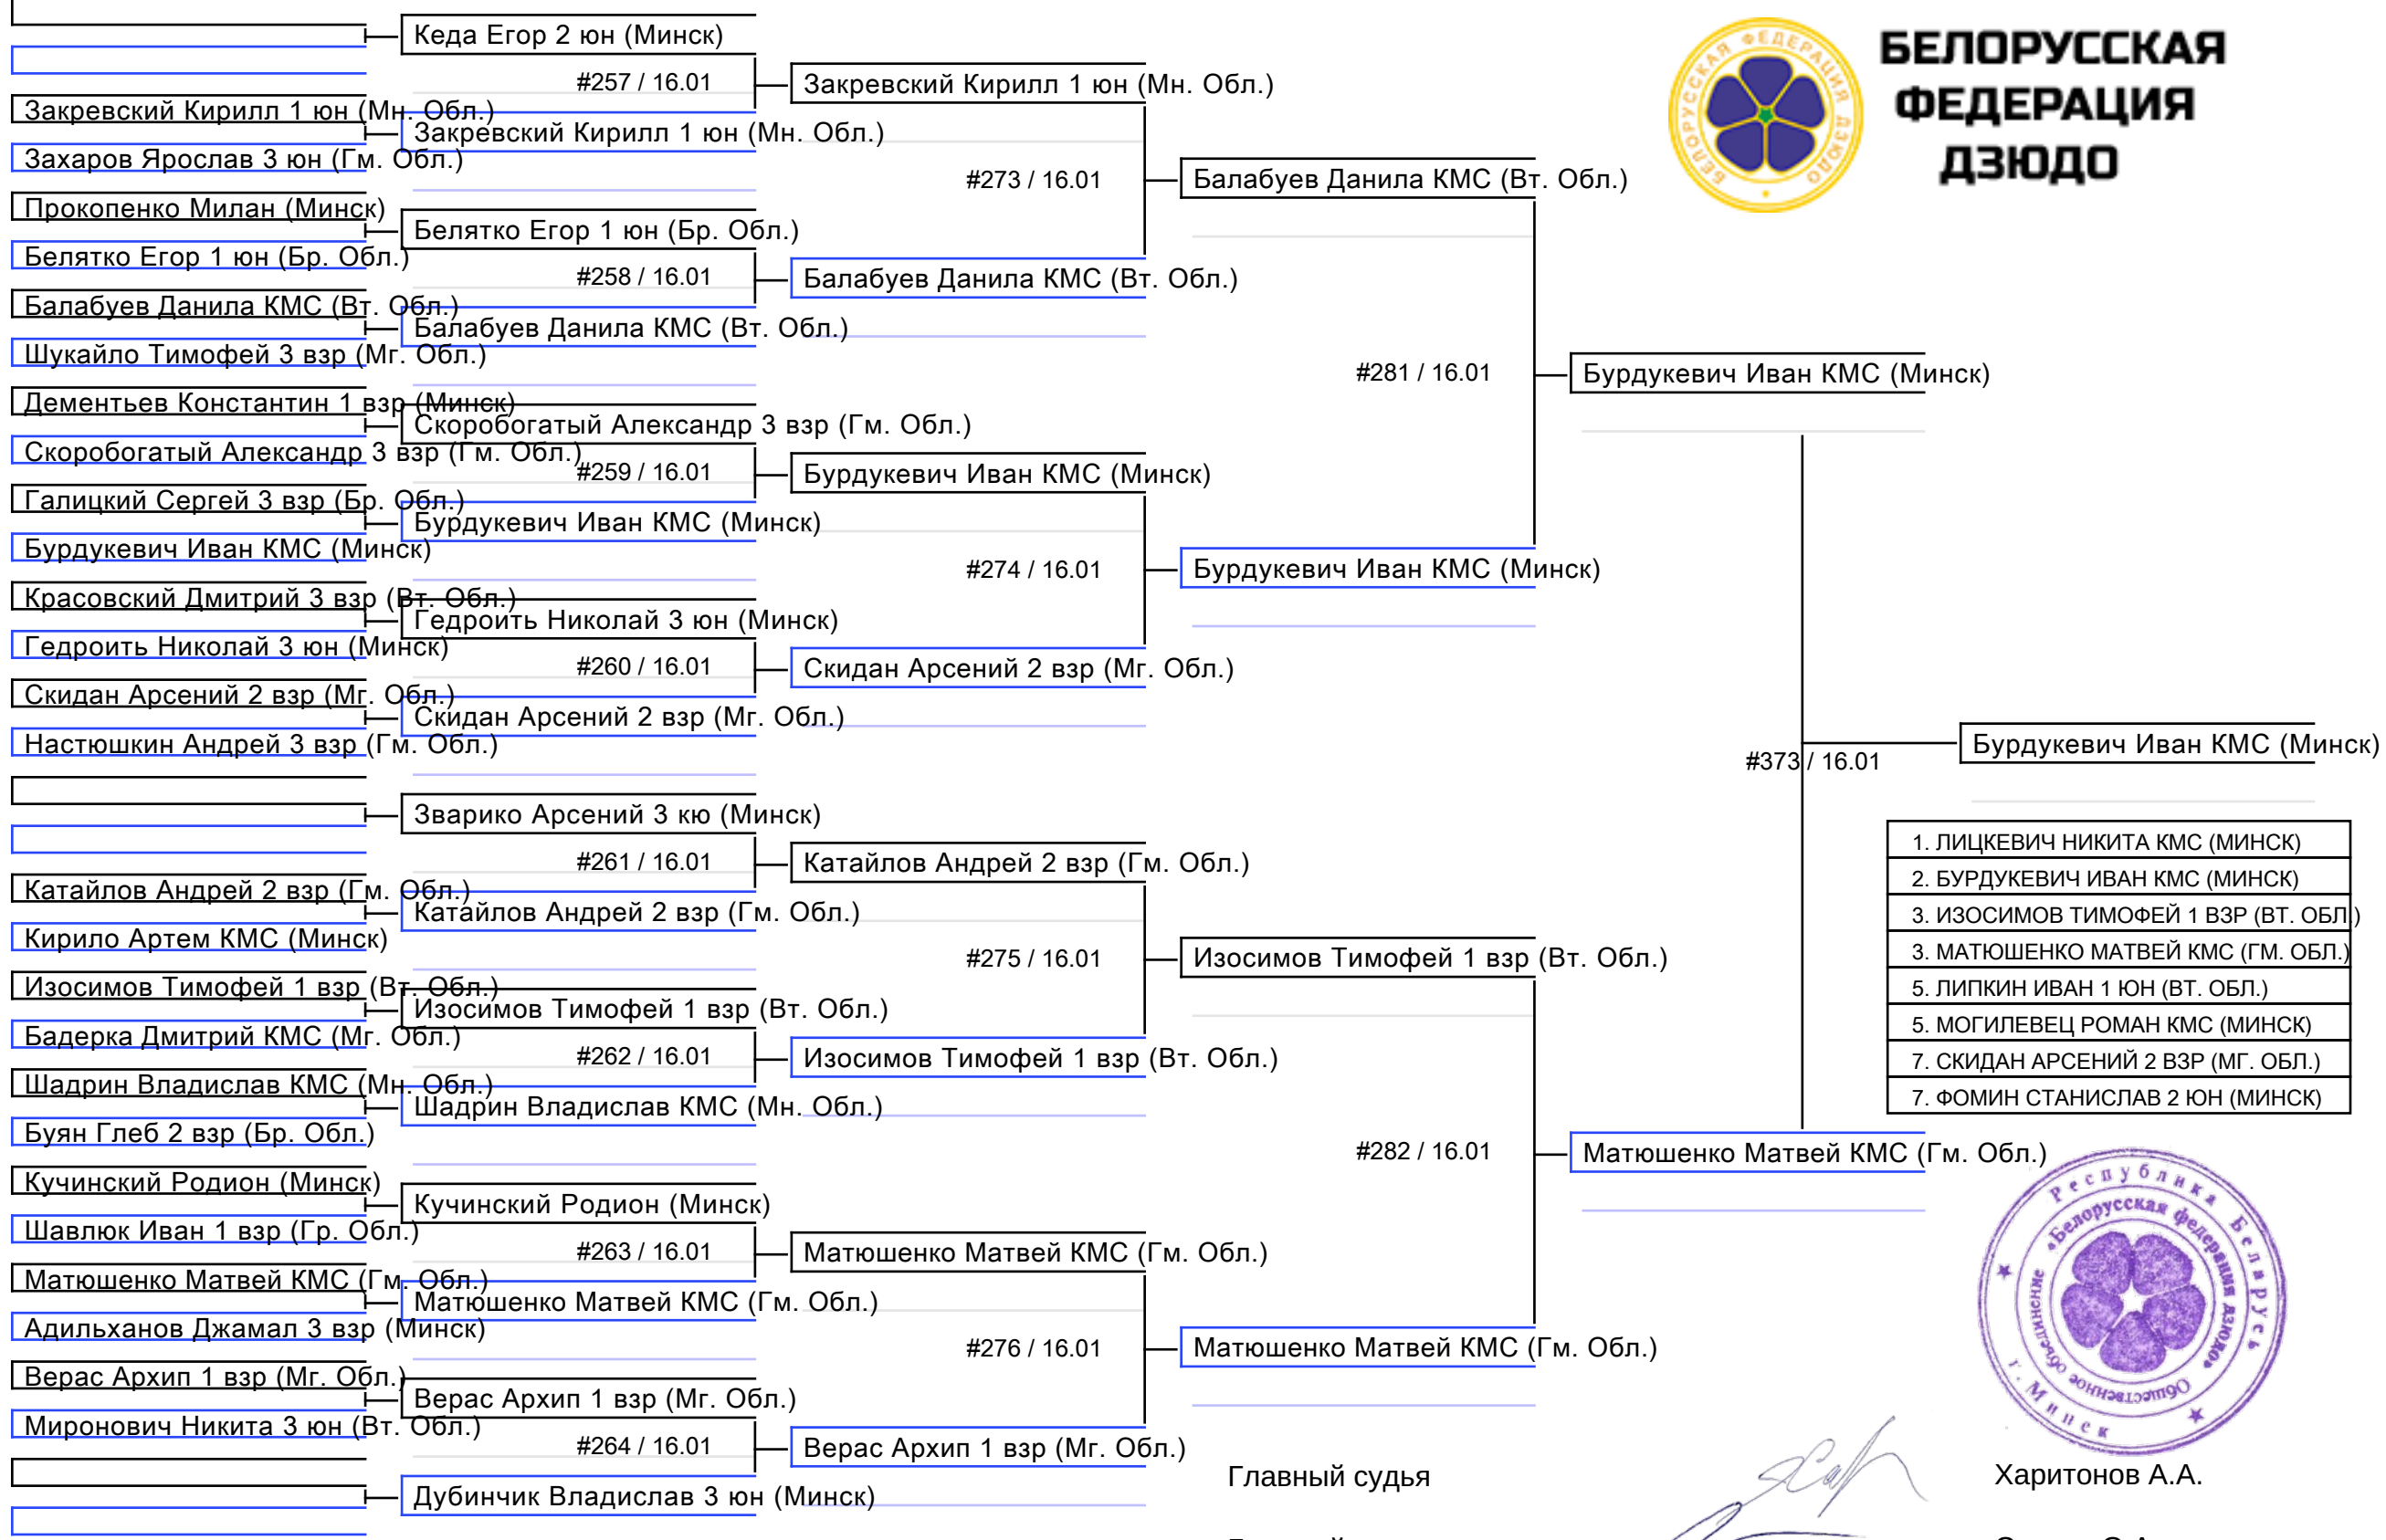 Кеда Егор 2 юн (Минск)
#257 / 16.01
Закревский Кирилл 1 юн (Мн. Обл.)
Закревский Кирилл 1 юн (Мн. Обл.)
Закревский Кирилл 1 юн (Мн. Обл.)
Захаров Ярослав 3 юн (Гм. Обл.)
#273 / 16.01
Балабуев Данила КМС (Вт. Обл.)
Прокопенко Милан (Минск)
Белятко Егор 1 юн (Бр. Обл.)
Белятко Егор 1 юн (Бр. Обл.)
#258 / 16.01
Балабуев Данила КМС (Вт. Обл.)
Балабуев Данила КМС (Вт. Обл.)
Балабуев Данила КМС (Вт. Обл.)
Шукайло Тимофей 3 взр (Мг. Обл.)
#281 / 16.01
Бурдукевич Иван КМС (Минск)
Дементьев Константин 1 взр (Минск)
Скоробогатый Александр 3 взр (Гм. Обл.)
Скоробогатый Александр 3 взр (Гм. Обл.)
#259 / 16.01
Бурдукевич Иван КМС (Минск)
Галицкий Сергей 3 взр (Бр. Обл.)
Бурдукевич Иван КМС (Минск)
Бурдукевич Иван КМС (Минск)
#274 / 16.01
Бурдукевич Иван КМС (Минск)
Красовский Дмитрий 3 взр (Вт. Обл.)
Гедроить Николай 3 юн (Минск)
Гедроить Николай 3 юн (Минск)
#260 / 16.01
Скидан Арсений 2 взр (Мг. Обл.)
Скидан Арсений 2 взр (Мг. Обл.)
Скидан Арсений 2 взр (Мг. Обл.)
Настюшкин Андрей 3 взр (Гм. Обл.)
#373 / 16.01
Бурдукевич Иван КМС (Минск)
Зварико Арсений 3 кю (Минск)
#261 / 16.01
Катайлов Андрей 2 взр (Гм. Обл.)
Катайлов Андрей 2 взр (Гм. Обл.)
Катайлов Андрей 2 взр (Гм. Обл.)
Кирило Артем КМС (Минск)
#275 / 16.01
Изосимов Тимофей 1 взр (Вт. Обл.)
Изосимов Тимофей 1 взр (Вт. Обл.)
Изосимов Тимофей 1 взр (Вт. Обл.)
Бадерка Дмитрий КМС (Мг. Обл.)
#262 / 16.01
Изосимов Тимофей 1 взр (Вт. Обл.)
Шадрин Владислав КМС (Мн. Обл.)
Шадрин Владислав КМС (Мн. Обл.)
Буян Глеб 2 взр (Бр. Обл.)
#282 / 16.01
Матюшенко Матвей КМС (Гм. Обл.)
Кучинский Родион (Минск)
Кучинский Родион (Минск)
Шавлюк Иван 1 взр (Гр. Обл.)
#263 / 16.01
Матюшенко Матвей КМС (Гм. Обл.)
Матюшенко Матвей КМС (Гм. Обл.)
Матюшенко Матвей КМС (Гм. Обл.)
Адильханов Джамал 3 взр (Минск)
#276 / 16.01
Матюшенко Матвей КМС (Гм. Обл.)
Верас Архип 1 взр (Мг. Обл.)
Верас Архип 1 взр (Мг. Обл.)
Миронович Никита 3 юн (Вт. Обл.)
#264 / 16.01
Верас Архип 1 взр (Мг. Обл.)
Дубинчик Владислав 3 юн (Минск)
БЕЛОРУССКАЯ ФЕДЕРАЦИЯ ДЗЮДО
БЕЛОРУССКАЯ
ФЕДЕРАЦИЯ
ДЗЮДО
1. ЛИЦКЕВИЧ НИКИТА КМС (МИНСК)
2. БУРДУКЕВИЧ ИВАН КМС (МИНСК)
3. ИЗОСИМОВ ТИМОФЕЙ 1 ВЗР (ВТ. ОБЛ.)
3. МАТЮШЕНКО МАТВЕЙ КМС (ГМ. ОБЛ.)
5. ЛИПКИН ИВАН 1 ЮН (ВТ. ОБЛ.)
5. МОГИЛЕВЕЦ РОМАН КМС (МИНСК)
7. СКИДАН АРСЕНИЙ 2 ВЗР (МГ. ОБЛ.)
7. ФОМИН СТАНИСЛАВ 2 ЮН (МИНСК)
Республика Беларусь
г. Минск
Общественное объединение
«Белорусская федерация дзюдо»
Главный судья
Харитонов А.А.